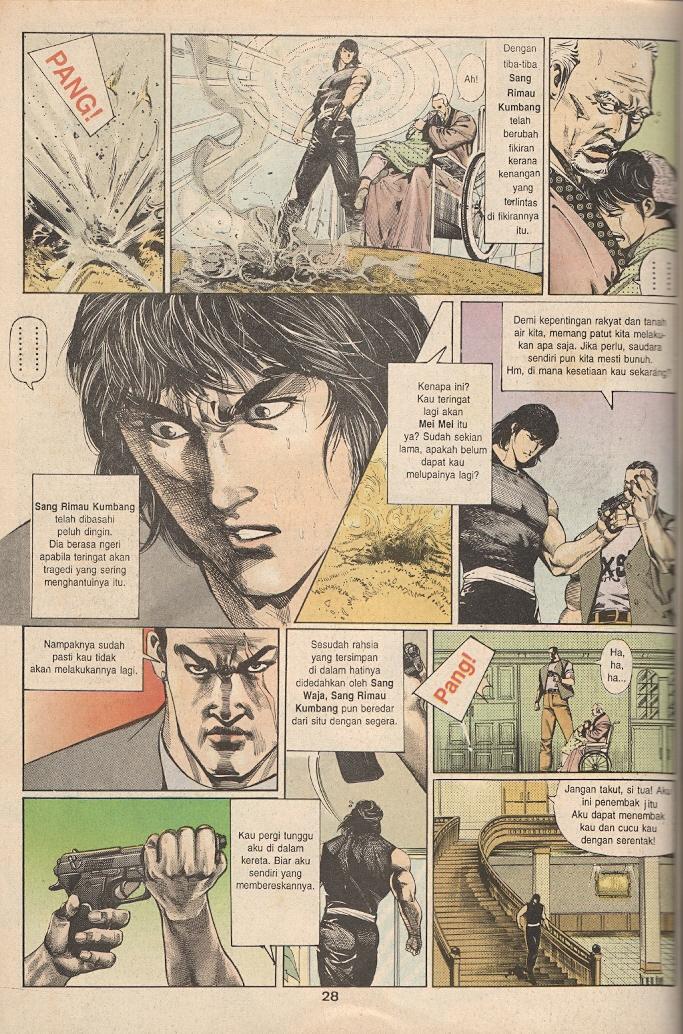 PANG!
Ah!
Dengan
tiba-tiba
Sang
Rimau
Kumbang
telah
berubah
fikiran
kerana
kenangan
yang
terlintas
di fikirannya
itu.
Demi kepentingan rakyat dan tanah
air kita, memang patut kita melaku-
kan apa saja. Jika perlu, saudara
sendiri pun kita mesti bunuh.
Hm, di mana kesetiaan kau sekarang?
Kenapa ini?
Kau teringat
lagi akan
Mei Mei itu
ya? Sudah sekian
lama, apakah belum
dapat kau
melupainya lagi?
Sang Rimau Kumbang
telah dibasahi
peluh dingin.
Dia berasa ngeri
apabila teringat akan
tragedi yang sering
menghantuinya itu.
Nampaknya sudah
pasti kau tidak
akan melakukannya lagi.
Sesudah rahsia
yang tersimpan
di dalam hatinya
didedahkan oleh Sang
Waja, Sang Rimau
Kumbang pun beredar
dari situ dengan segera.
Pang!
Ha,
ha,
ha...
Kau pergi tunggu
aku di dalam
kereta. Biar aku
sendiri yang
membereskannya.
Jangan takut, si tua! Aku
ini penembak jitu
Aku dapat menembak
kau dan cucu kau
dengan serentak!
28